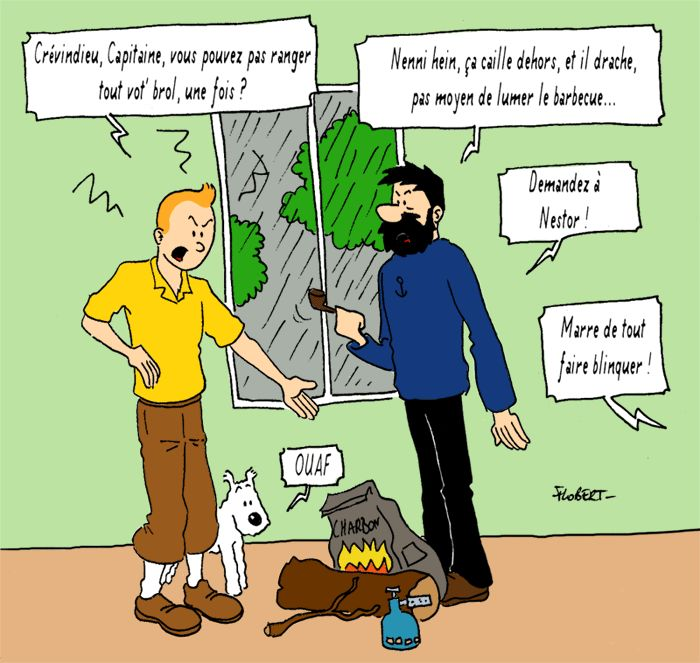 Crévindieu, Capitaine, vous pouvez pas ranger
tout vot' brol, une fois ?
Nenni hein, ça caille dehors, et il drache,
pas moyen de lumer le barbecue...
Demandez à
Nestor !
Marre de tout
faire blinquer !
OUAF
CHARBON
FLOBERT